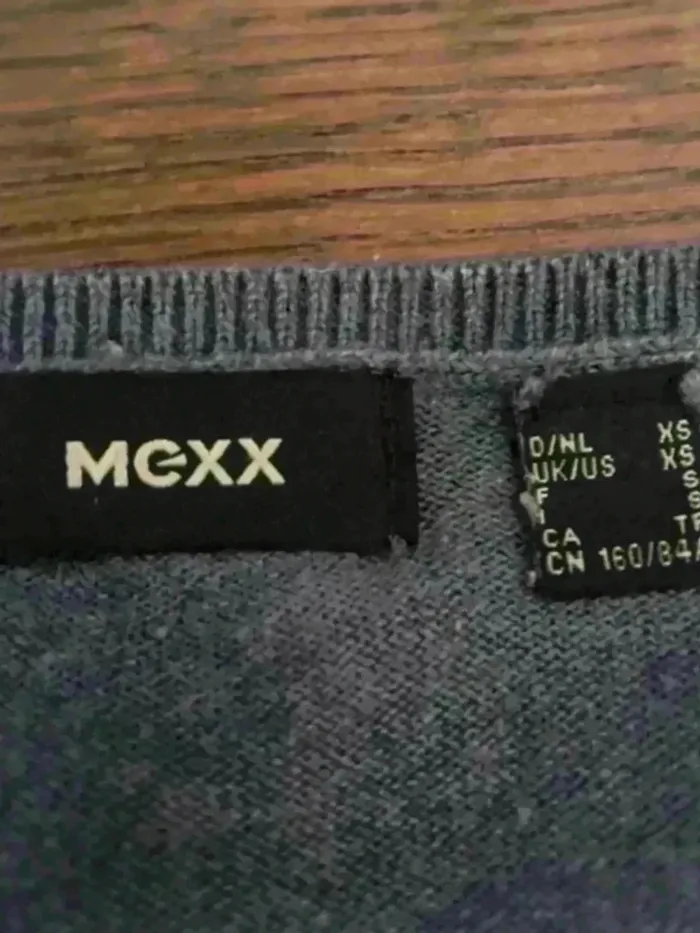 MEXX
D/NL XS
UK/US XS
F S
I S
CA
CN 160/84/